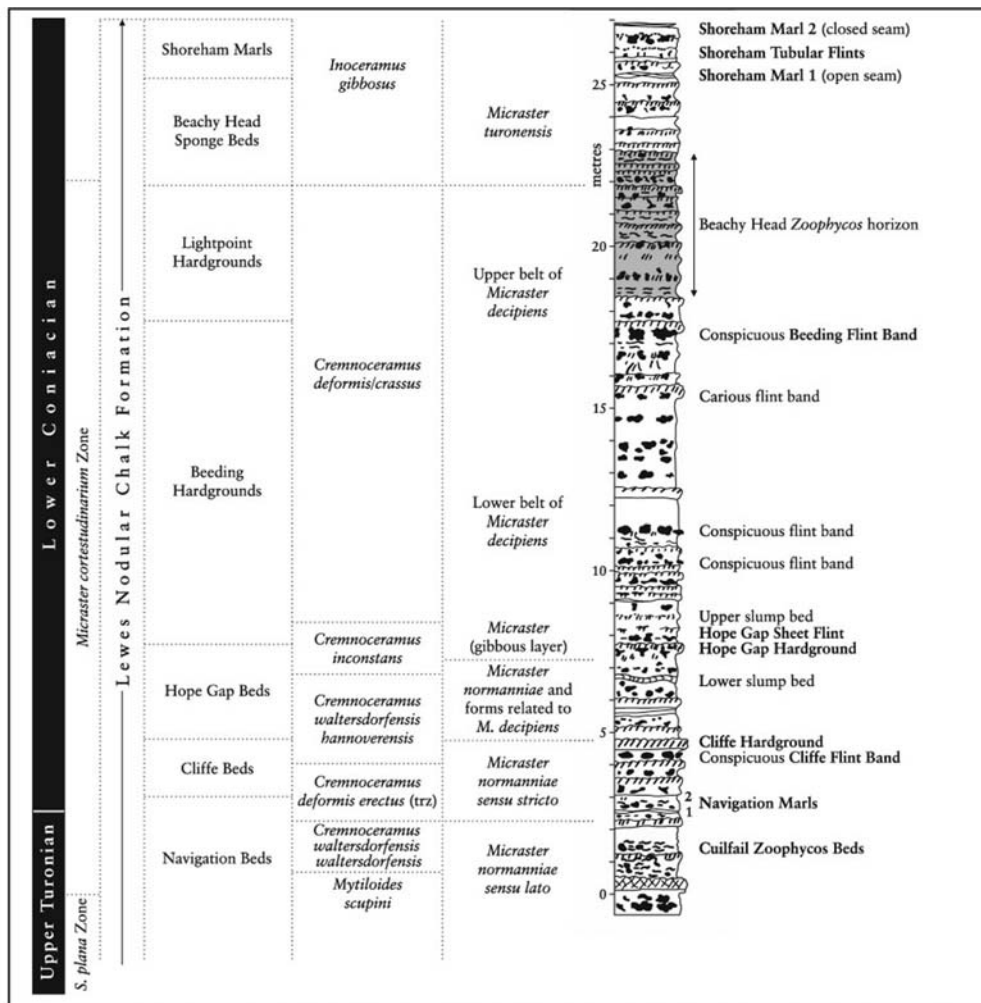 Lower Coniacian
Upper Turonian
Micraster cortestudinarium Zone
S. plana Zone
Lewes Nodular Chalk Formation
Shoreham Marls
Beachy Head
Sponge Beds
Lightpoint
Hardgrounds
Beeding
Hardgrounds
Hope Gap Beds
Cliffe Beds
Navigation Beds
Inoceramus
gibbosus
Cremnoceramus
deformis/crassus
Cremnoceramus
inconstans
Cremnoceramus
waltersdorfensis
hannoverensis
Cremnoceramus
deformis erectus (trz)
Cremnoceramus
waltersdorfensis
waltersdorfensis
Mytiloides
scupini
Micraster
turonensis
Upper belt of
Micraster
decipiens
Lower belt of
Micraster
decipiens
Micraster
(gibbous layer)
Micraster
normanniae and
forms related to
M. decipiens
Micraster
normanniae
sensu stricto
Micraster
normanniae
sensu lato
25
metres
20
15
10
5
0
Shoreham Marl 2 (closed seam)
Shoreham Tubular Flints
Shoreham Marl 1 (open seam)
Beachy Head Zoophycos horizon
Conspicuous Beeding Flint Band
Carious flint band
Conspicuous flint band
Conspicuous flint band
Upper slump bed
Hope Gap Sheet Flint
Hope Gap Hardground
Lower slump bed
Cliffe Hardground
Conspicuous Cliffe Flint Band
2
1
Navigation Marls
Cuilfail Zoophycos Beds